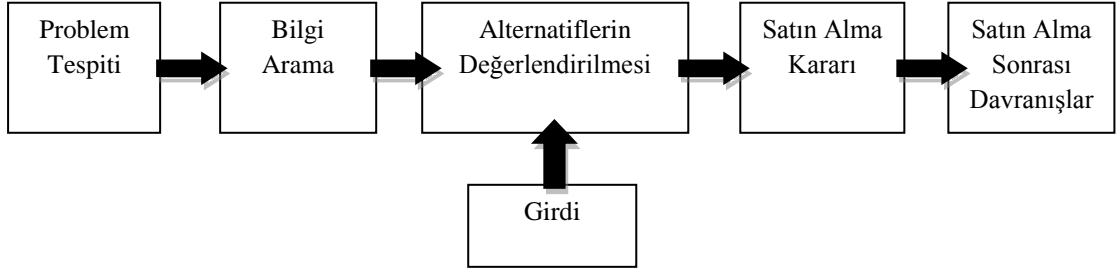 Problem
Tespiti
Bilgi
Arama
Alternatiflerin
Değerlendirilmesi
Satın Alma
Kararı
Satın Alma
Sonrası
Davranışlar
Girdi